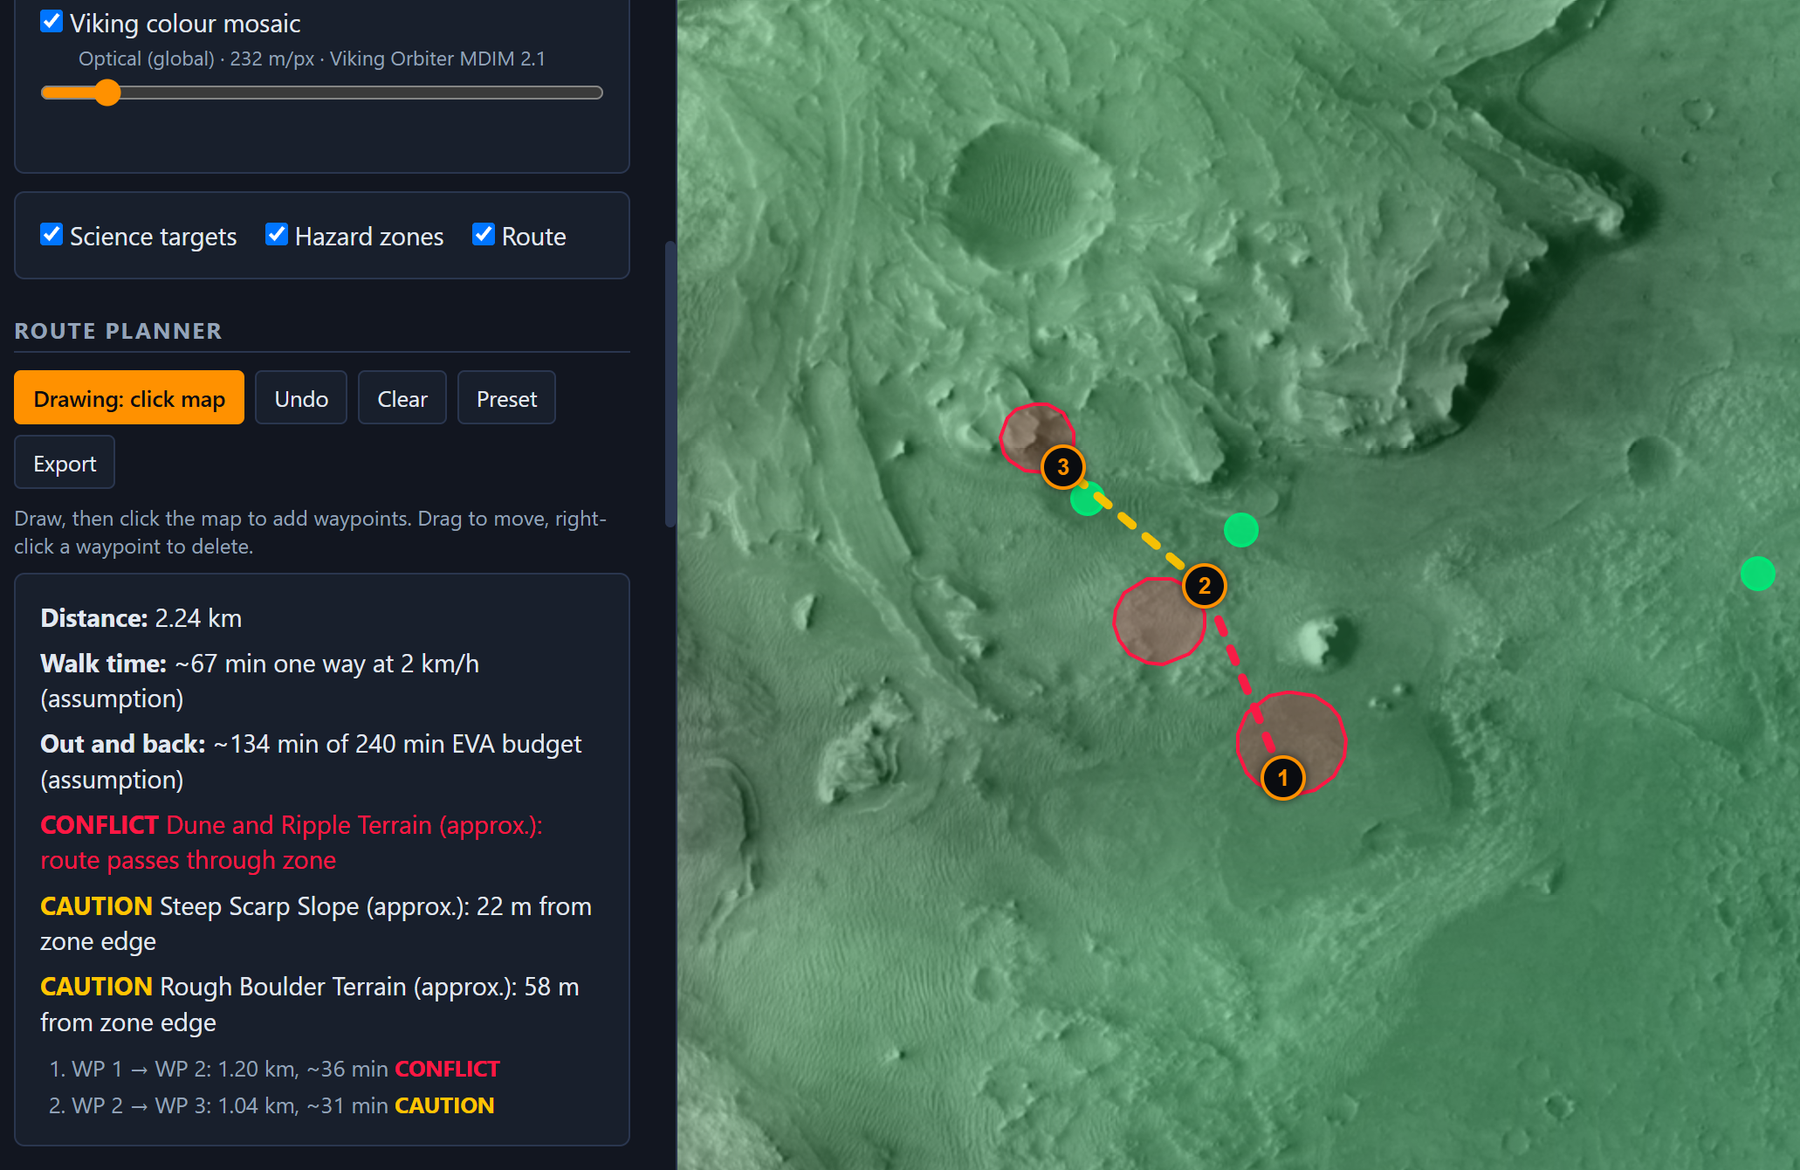 Viking colour mosaic
Optical (global) · 232 m/px · Viking Orbiter MDIM 2.1
Science targets Hazard zones Route
ROUTE PLANNER
Drawing: click map Undo Clear Preset
Export
Draw, then click the map to add waypoints. Drag to move, right-
click a waypoint to delete.
Distance: 2.24 km
Walk time: ~67 min one way at 2 km/h
(assumption)
Out and back: ~134 min of 240 min EVA budget
(assumption)
CONFLICT Dune and Ripple Terrain (approx.):
route passes through zone
CAUTION Steep Scarp Slope (approx.): 22 m from
zone edge
CAUTION Rough Boulder Terrain (approx.): 58 m
from zone edge
1. WP 1 → WP 2: 1.20 km, ~36 min CONFLICT
2. WP 2 → WP 3: 1.04 km, ~31 min CAUTION
3
2
1